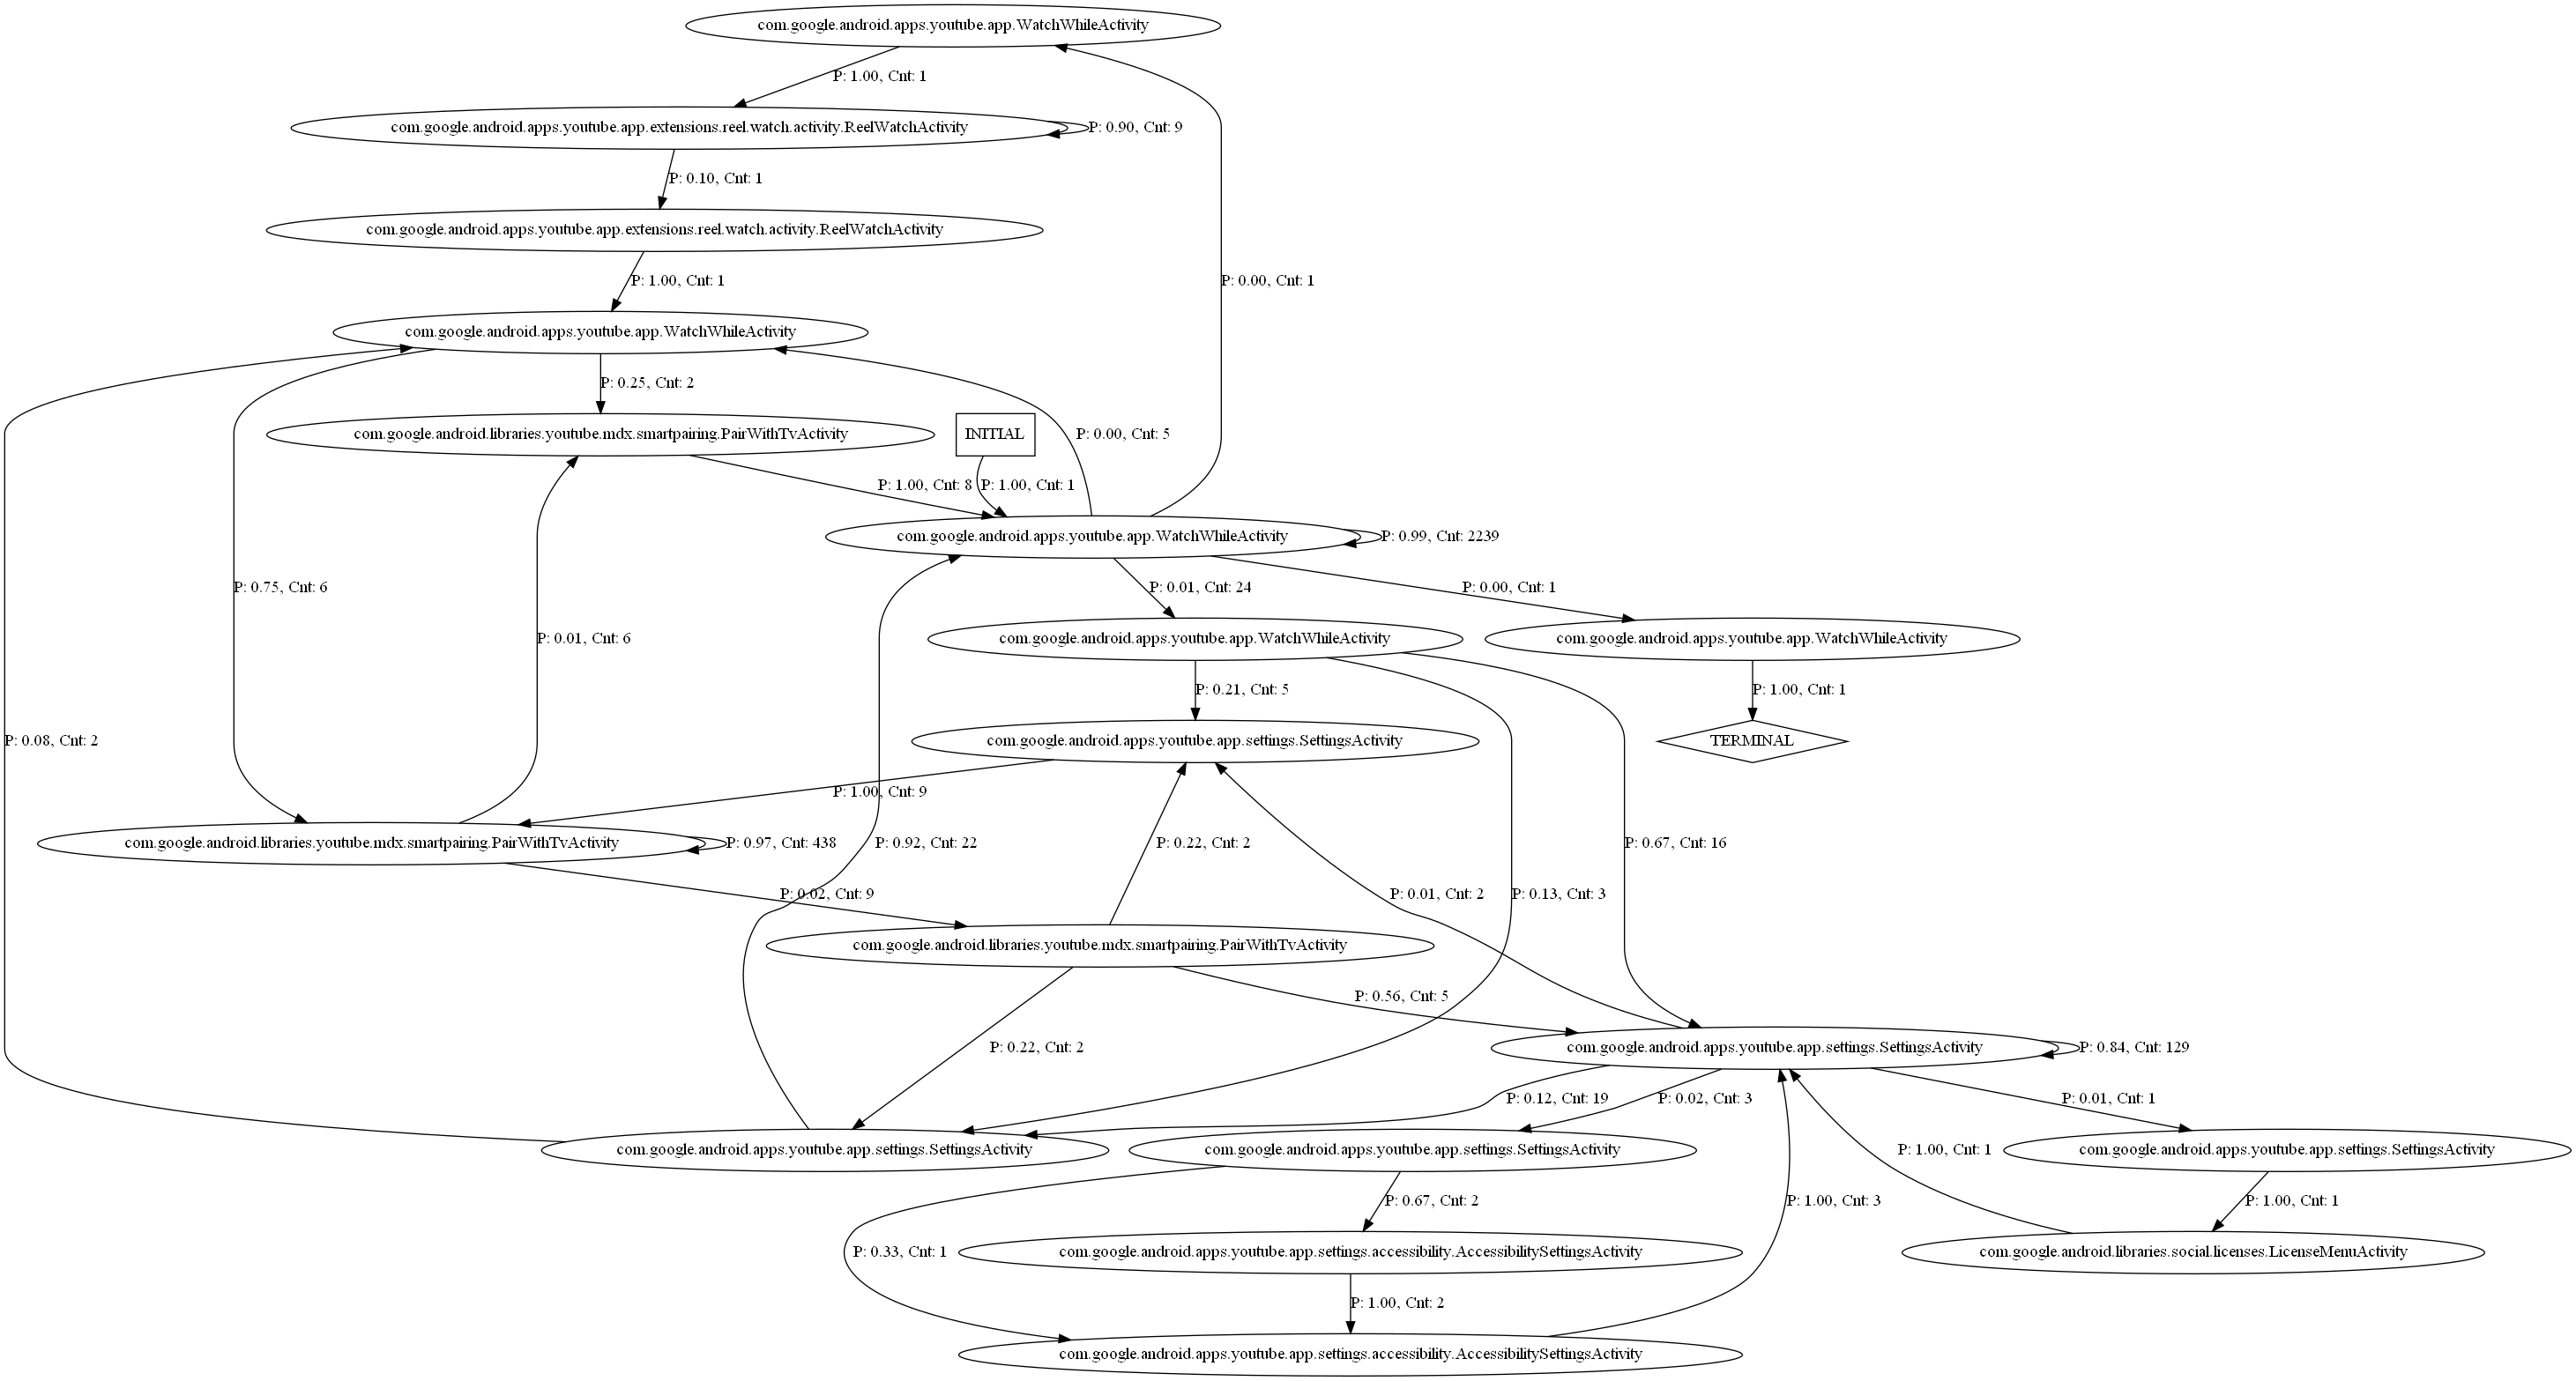 com.google.android.apps.youtube.app.WatchWhileActivity
P: 1.00, Cnt: 1
com.google.android.apps.youtube.app.extensions.reel.watch.activity.ReelWatchActivity
P: 0.90, Cnt: 9
P: 0.10, Cnt: 1
com.google.android.apps.youtube.app.extensions.reel.watch.activity.ReelWatchActivity
P: 1.00, Cnt: 1
P: 0.00, Cnt: 1
com.google.android.apps.youtube.app.WatchWhileActivity
P: 0.25, Cnt: 2
com.google.android.libraries.youtube.mdx.smartpairing.PairWithTvActivity
INITIAL
P: 0.00, Cnt: 5
P: 1.00, Cnt: 8
P: 1.00, Cnt: 1
com.google.android.apps.youtube.app.WatchWhileActivity
P: 0.99, Cnt: 2239
P: 0.75, Cnt: 6
P: 0.01, Cnt: 24
P: 0.00, Cnt: 1
P: 0.01, Cnt: 6
com.google.android.apps.youtube.app.WatchWhileActivity
com.google.android.apps.youtube.app.WatchWhileActivity
P: 0.21, Cnt: 5
P: 1.00, Cnt: 1
P: 0.08, Cnt: 2
com.google.android.apps.youtube.app.settings.SettingsActivity
TERMINAL
P: 1.00, Cnt: 9
com.google.android.libraries.youtube.mdx.smartpairing.PairWithTvActivity
P: 0.97, Cnt: 438
P: 0.92, Cnt: 22
P: 0.22, Cnt: 2
P: 0.67, Cnt: 16
P: 0.02, Cnt: 9
P: 0.01, Cnt: 2
P: 0.13, Cnt: 3
com.google.android.libraries.youtube.mdx.smartpairing.PairWithTvActivity
P: 0.56, Cnt: 5
P: 0.22, Cnt: 2
com.google.android.apps.youtube.app.settings.SettingsActivity
P: 0.84, Cnt: 129
P: 0.12, Cnt: 19
P: 0.02, Cnt: 3
P: 0.01, Cnt: 1
com.google.android.apps.youtube.app.settings.SettingsActivity
com.google.android.apps.youtube.app.settings.SettingsActivity
P: 1.00, Cnt: 1
com.google.android.apps.youtube.app.settings.SettingsActivity
P: 0.67, Cnt: 2
P: 1.00, Cnt: 3
P: 1.00, Cnt: 1
P: 0.33, Cnt: 1
com.google.android.apps.youtube.app.settings.accessibility.AccessibilitySettingsActivity
com.google.android.libraries.social.licenses.LicenseMenuActivity
P: 1.00, Cnt: 2
com.google.android.apps.youtube.app.settings.accessibility.AccessibilitySettingsActivity